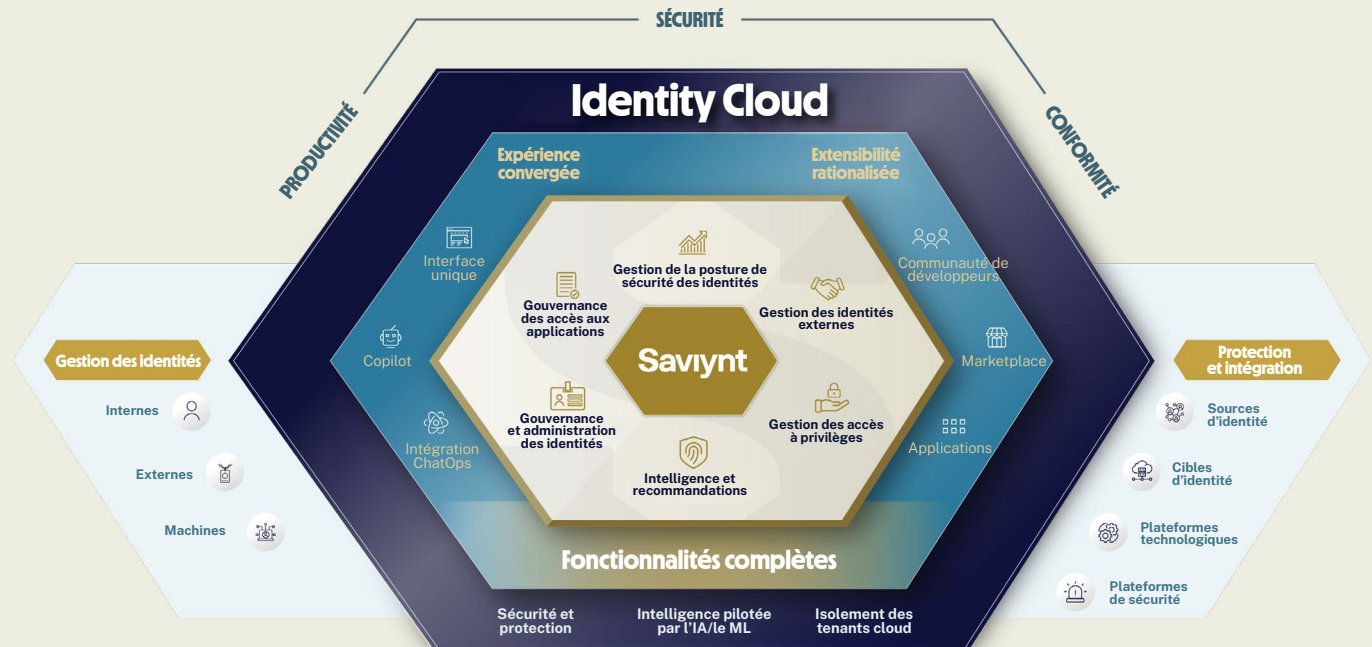 SÉCURITÉ
PRODUCTIVITÉ
CONFORMITÉ
Identity Cloud
Expérience
convergée
Extensibilité
rationalisée
Interface
unique
Copilot
Intégration
ChatOps
Communauté de
développeurs
Marketplace
Applications
Gestion de la posture de
sécurité des identités
Gouvernance
des accès aux
applications
Gestion des identités
externes
Saviynt
Gouvernance
et administration
des identités
Gestion des accès
à privilèges
Intelligence et
recommandations
Fonctionnalités complètes
Sécurité et
protection
Intelligence pilotée
par l'IA/le ML
Isolement des
tenants cloud
Gestion des identités
Internes
Externes
Machines
Protection
et intégration
Sources
d'identité
Cibles
d'identité
Plateformes
technologiques
Plateformes
de sécurité